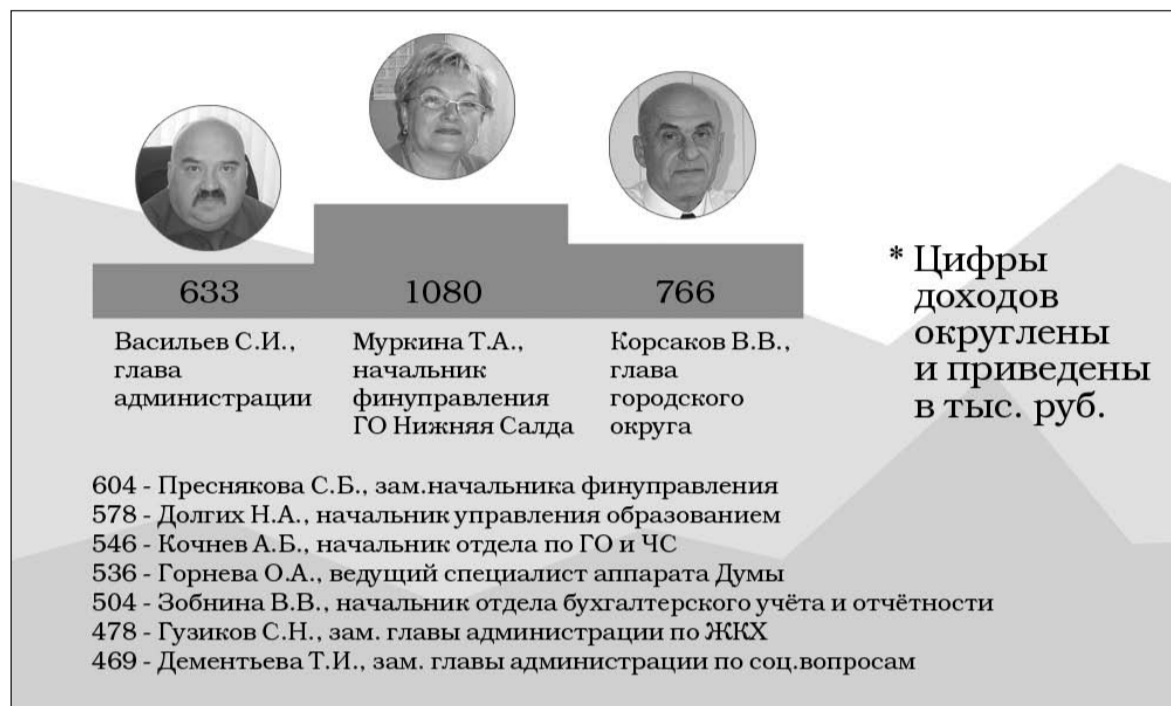 633
Васильев С.И.,
глава
администрации
1080
Муркина Т.А.,
начальник
финуправления
ГО Нижняя Салда
766
Корсаков В.В.,
глава
городского
округа
* Цифры
доходов
округлены
и приведены
в тыс. руб.
604 - Преснякова С.Б., зам.начальника финуправления
578 - Долгих Н.А., начальник управления образованием
546 - Кочнев А.Б., начальник отдела по ГО и ЧС
536 - Горнева О.А., ведущий специалист аппарата Думы
504 - Зобнина В.В., начальник отдела бухгалтерского учёта и отчётности
478 - Гузиков С.Н., зам. главы администрации по ЖКХ
469 - Дементьева Т.И., зам. главы администрации по соц.вопросам